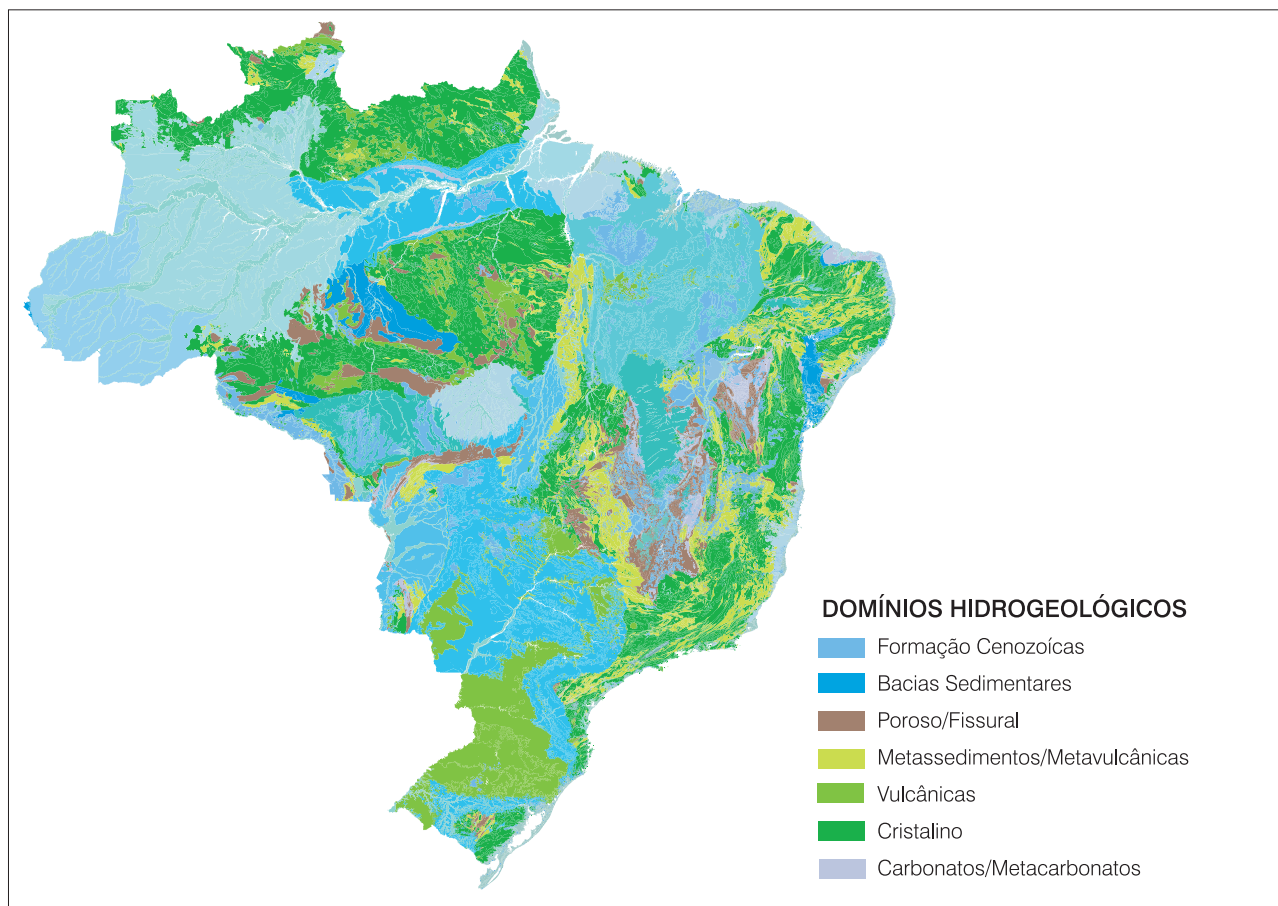 DOMÍNIOS HIDROGEOLÓGICOS
Formação Cenozoícas
Bacias Sedimentares
Poroso/Fissural
Metassedimentos/Metavulcânicas
Vulcânicas
Cristalino
Carbonatos/Metacarbonatos